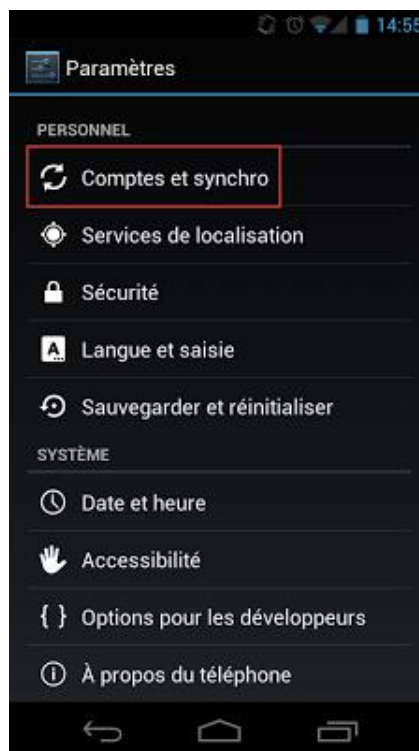 14:55
Paramètres
PERSONNEL
Comptes et synchro
Services de localisation
Sécurité
Langue et saisie
Sauvegarder et réinitialiser
SYSTÈME
Date et heure
Accessibilité
Options pour les développeurs
À propos du téléphone